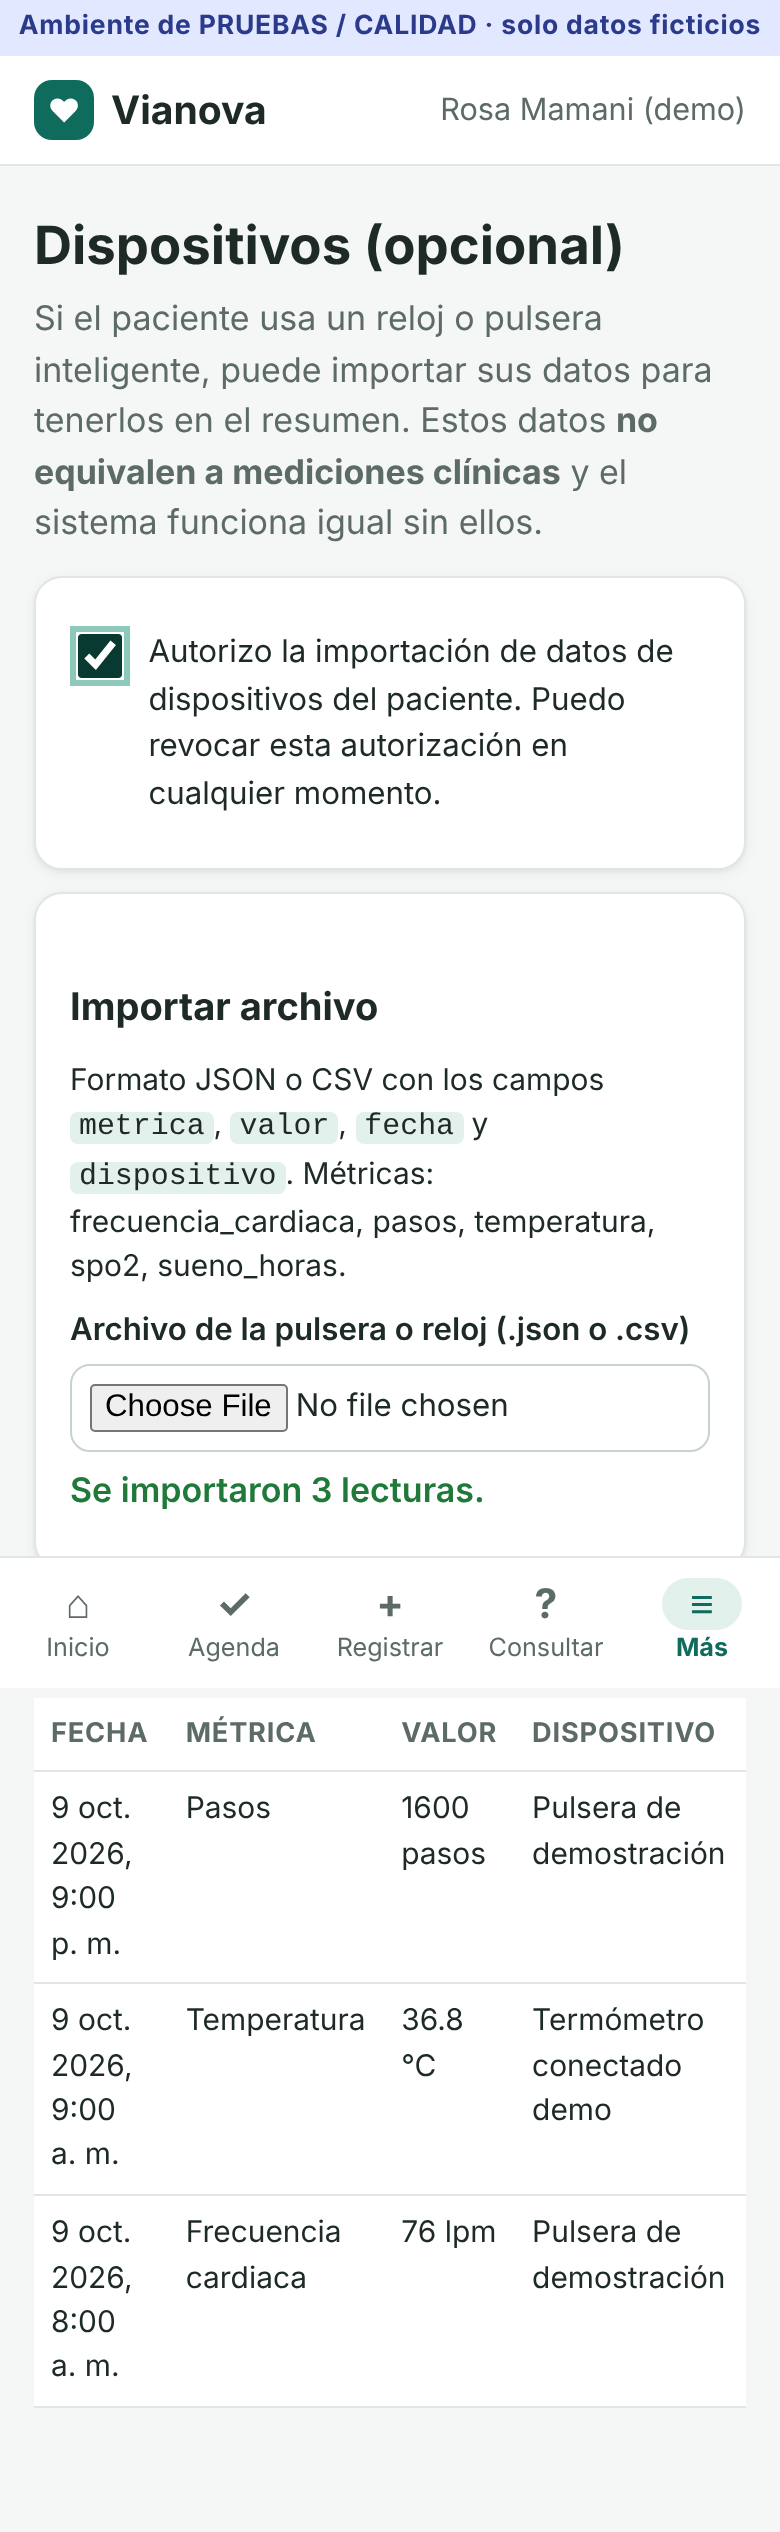 Ambiente de PRUEBAS / CALIDAD · solo datos ficticios
Vianova
Rosa Mamani (demo)
Dispositivos (opcional)
Si el paciente usa un reloj o pulsera
inteligente, puede importar sus datos para
tenerlos en el resumen. Estos datos no
equivalen a mediciones clínicas y el
sistema funciona igual sin ellos.
Autorizo la importación de datos de
dispositivos del paciente. Puedo
revocar esta autorización en
cualquier momento.
Importar archivo
Formato JSON o CSV con los campos
metrica, valor, fecha y
dispositivo. Métricas:
frecuencia_cardiaca, pasos, temperatura,
spo2, sueno_horas.
Archivo de la pulsera o reloj (.json o .csv)
Choose File No file chosen
Se importaron 3 lecturas.
Inicio
Agenda
Registrar
? Consultar
Más
FECHA MÉTRICA VALOR DISPOSITIVO
9 oct. Pasos 1600 Pulsera de
2026, pasos demostración
9:00
p. m.
9 oct. Temperatura 36.8 Termómetro
2026, °C conectado
9:00 demo
a. m.
9 oct. Frecuencia 76 lpm Pulsera de
2026, cardiaca demostración
8:00
a. m.